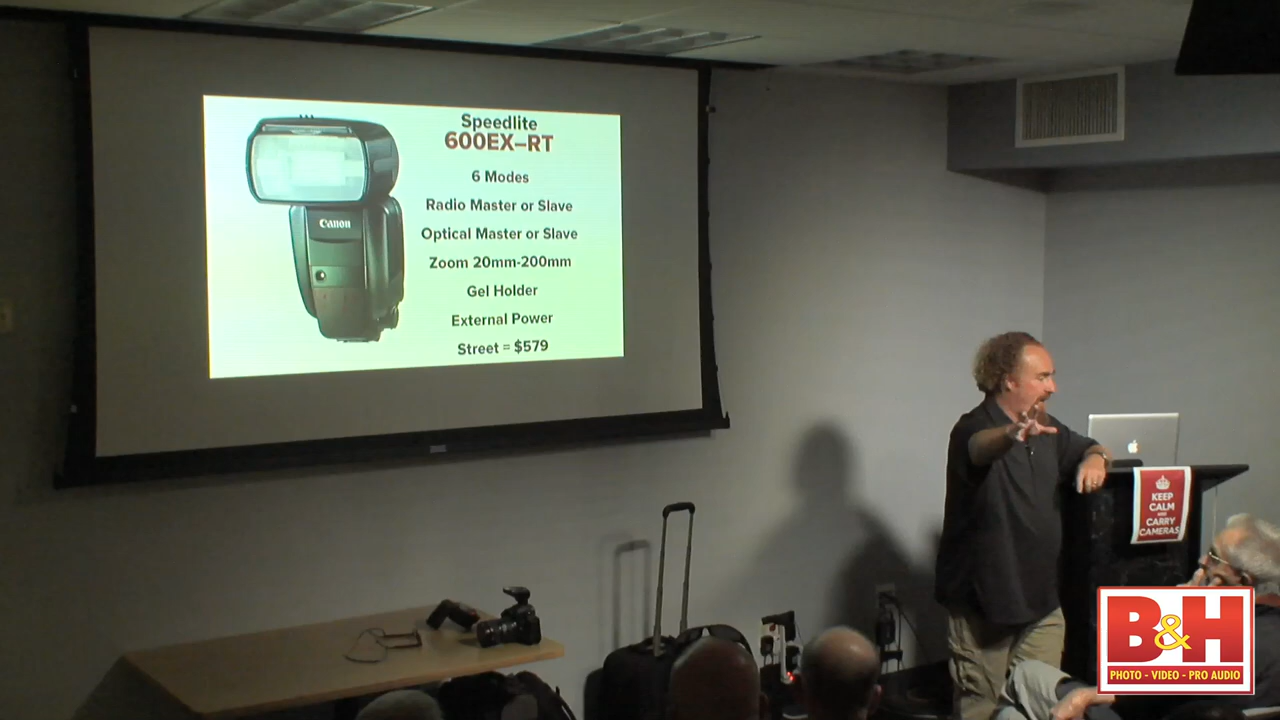 Speedlite
600EX–RT
6 Modes
Radio Master or Slave
Optical Master or Slave
Zoom 20mm-200mm
Gel Holder
External Power
Street = $579
Canon
KEEP
CALM
AND
CARRY
CAMERAS
B&H
PHOTO - VIDEO - PRO AUDIO